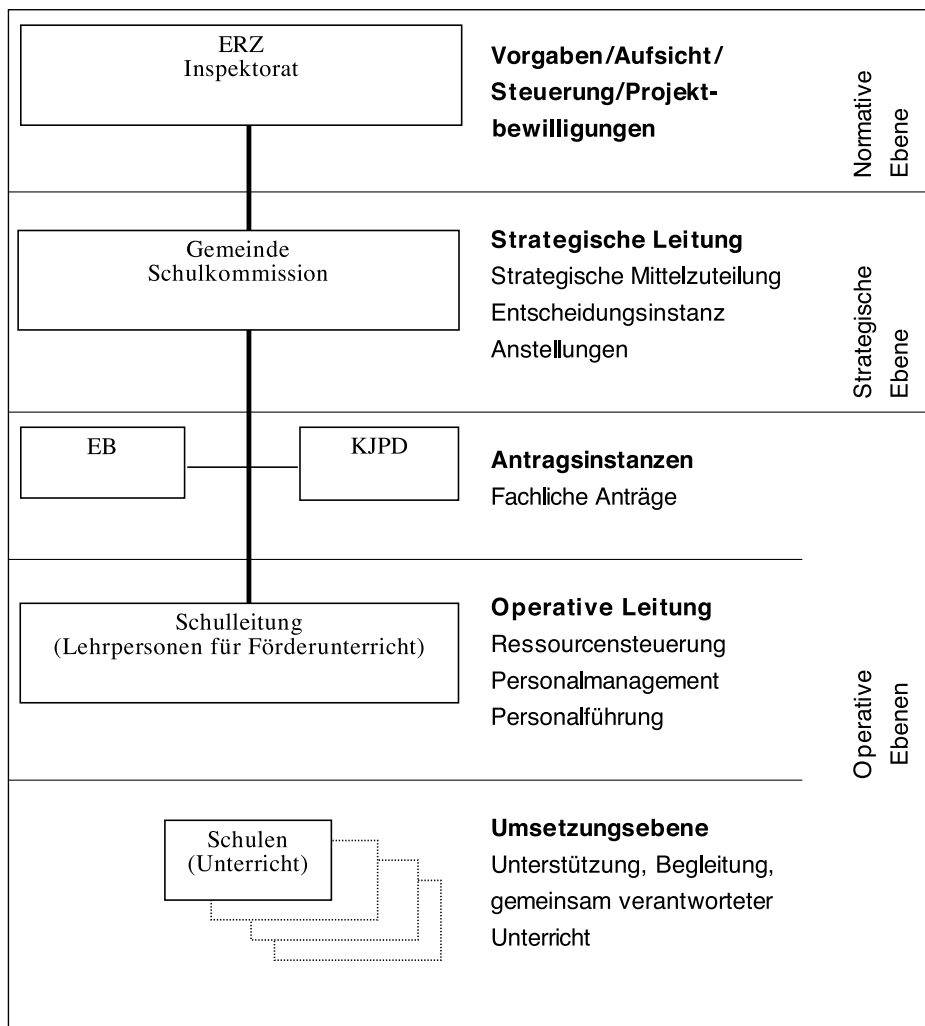 ERZ
Inspektorat
Vorgaben/Aufsicht/
Steuerung/Projekt-
bewilligungen
Normative
Ebene
Gemeinde
Schulkommission
Strategische Leitung
Strategische Mittelzuteilung
Entscheidungsinstanz
Anstellungen
Strategische
Ebene
EB
KJPD
Antragsinstanzen
Fachliche Anträge
Schulleitung
(Lehrpersonen für Förderunterricht)
Operative Leitung
Ressourcensteuerung
Personalmanagement
Personalführung
Operative
Ebenen
Schulen
(Unterricht)
Umsetzungsebene
Unterstützung, Begleitung,
gemeinsam verantworteter
Unterricht